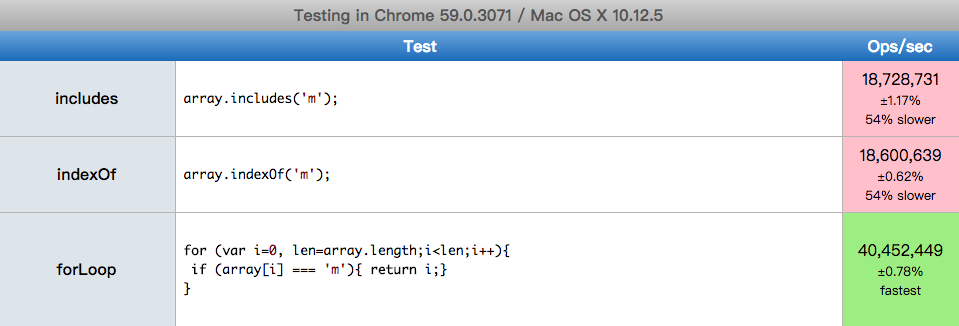 Testing in Chrome 59.0.3071 / Mac OS X 10.12.5
Test Ops/sec
includes
array.includes('m');
18,728,731
±1.17%
54% slower
indexOf
array.indexOf('m');
18,600,639
±0.62%
54% slower
forLoop
for (var i=0, len=array.length;i<len;i++){
if (array[i] === 'm'){ return i;}
}
40,452,449
±0.78%
fastest